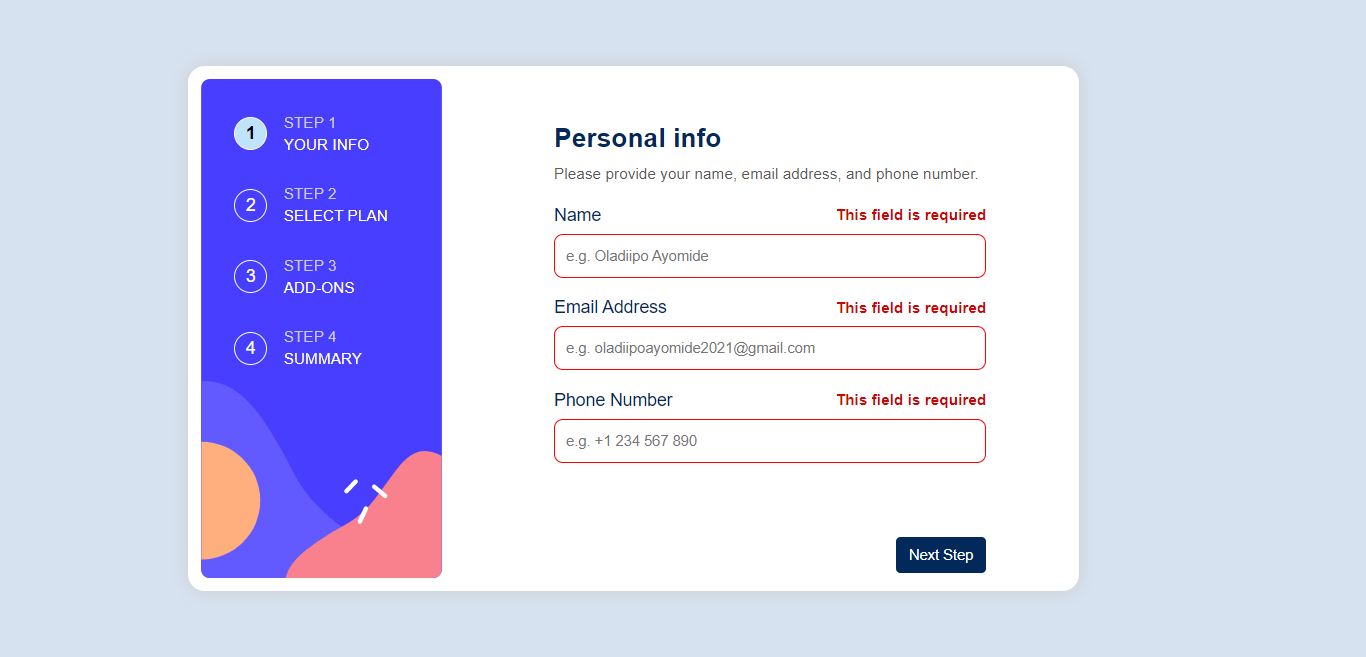 1
STEP 1
YOUR INFO
2
STEP 2
SELECT PLAN
3
STEP 3
ADD-ONS
4
STEP 4
SUMMARY
Personal info
Please provide your name, email address, and phone number.
Name This field is required
e.g. Oladiipo Ayomide
Email Address This field is required
e.g. oladiipoayomide2021@gmail.com
Phone Number This field is required
e.g. +1 234 567 890
Next Step